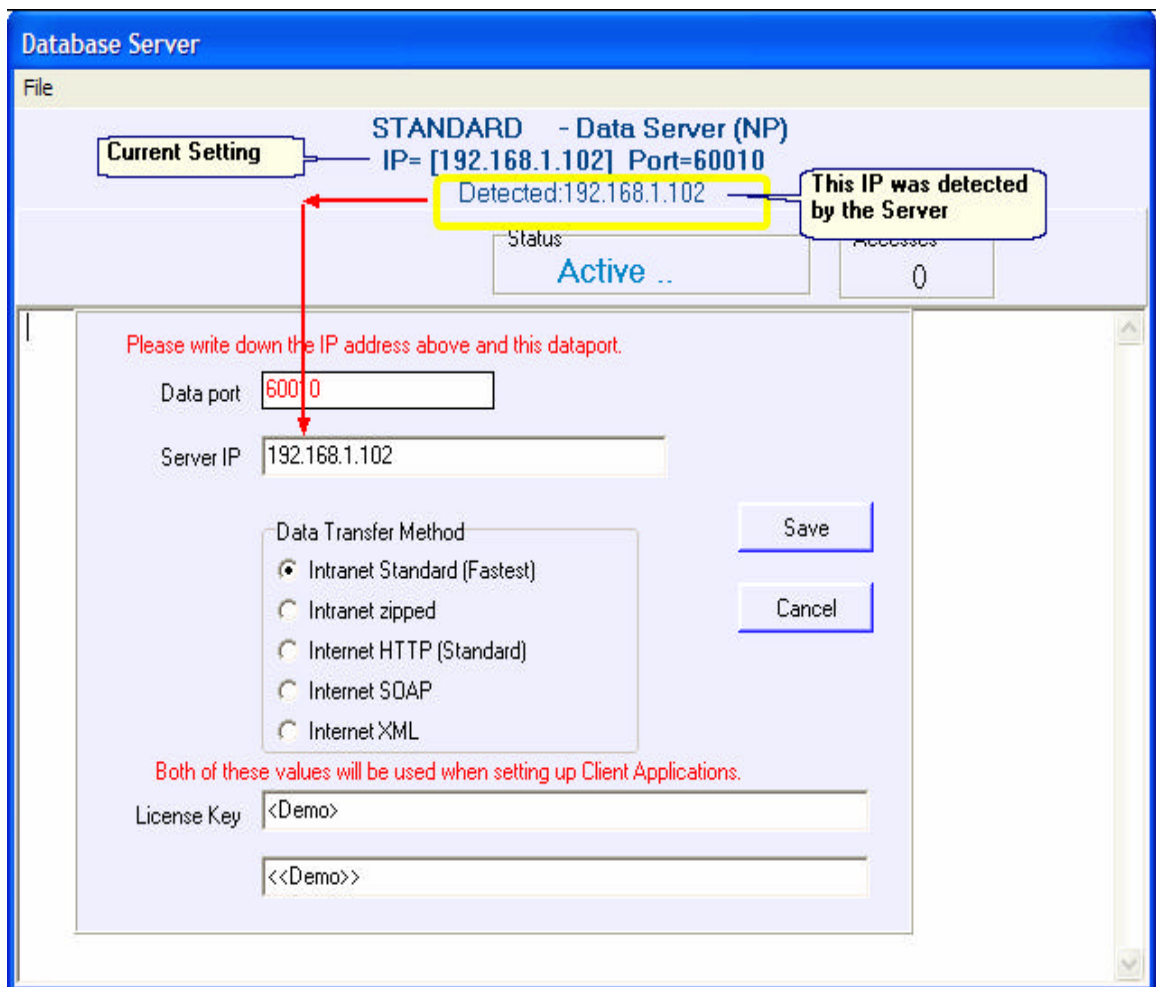 Database Server
File
STANDARD - Data Server (NP)
Current Setting
IP= [192.168.1.102] Port=60010
Detected:192.168.1.102
This IP was detected
by the Server
Status
Accesses
Active ..
0
Please write down the IP address above and this dataport.
Data port 60010
Server IP 192.168.1.102
Data Transfer Method
Save
Intranet Standard (Fastest)
Intranet zipped
Cancel
Internet HTTP (Standard)
Internet SOAP
Internet XML
Both of these values will be used when setting up Client Applications.
License Key <Demo>
<<Demo>>